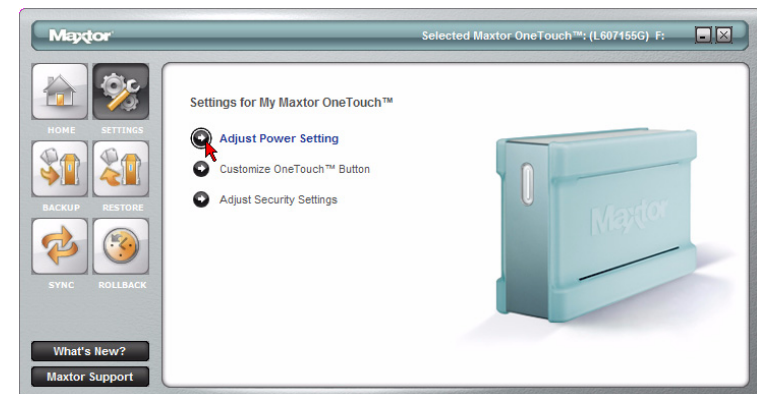 Maxtor
Selected Maxtor OneTouch™: (L607155G) F:
HOME
SETTINGS
BACKUP
RESTORE
SYNC
ROLLBACK
What's New?
Maxtor Support
Settings for My Maxtor OneTouch™
Adjust Power Setting
Customize OneTouch™ Button
Adjust Security Settings
Maxtor